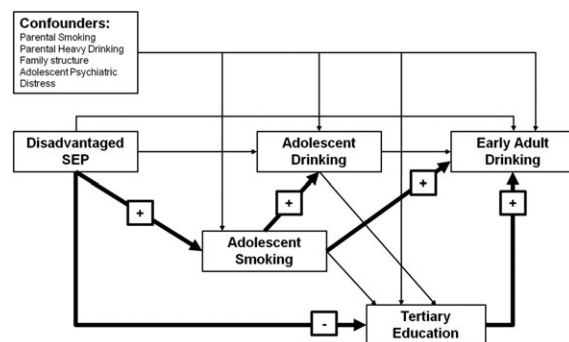 Confounders:
Parental Smoking
Parental Heavy Drinking
Family structure
Adolescent Psychiatric
Distress
Disadvantaged
SEP
Adolescent
Drinking
Early Adult
Drinking
+
+
+
+
Adolescent
Smoking
-
Tertiary
Education